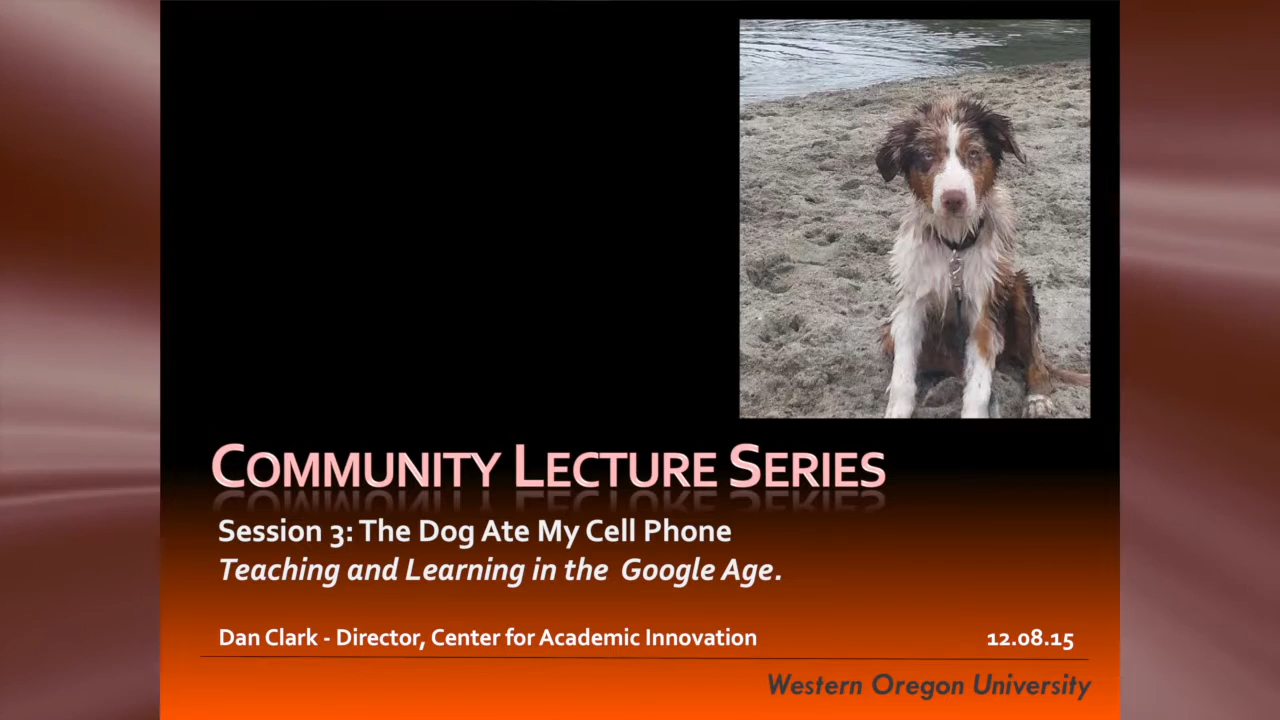 COMMUNITY LECTURE SERIES
Session 3: The Dog Ate My Cell Phone
Teaching and Learning in the Google Age.
Dan Clark - Director, Center for Academic Innovation 12.08.15
Western Oregon University